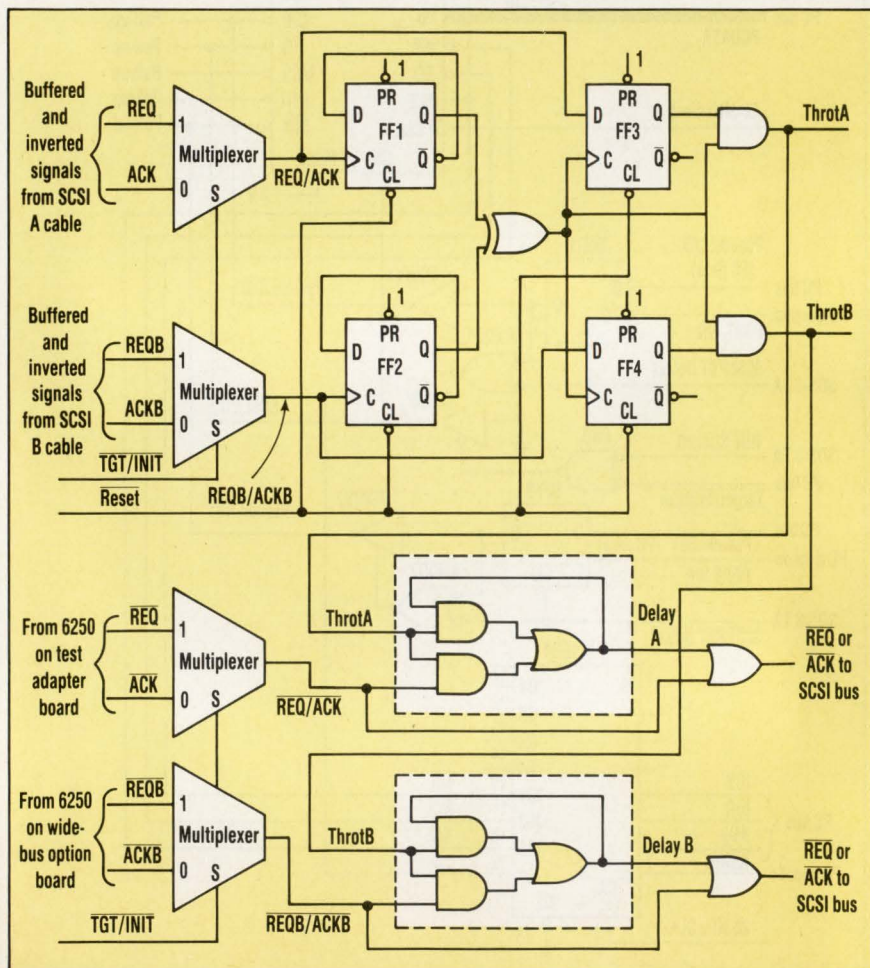 Buffered
and
inverted
signals
from SCSI
A cable
REQ
ACK
1
0
S
Multiplexer
REQ/ACK
1
PR
D
Q
FF1
C
Q̅
CL
1
PR
D
Q
FF3
C
Q̅
CL
ThrotA
Buffered
and
inverted
signals
from SCSI
B cable
REQB
ACKB
1
0
S
Multiplexer
TGT/INIT
Reset
REQB/ACKB
1
PR
D
Q
FF2
C
Q̅
CL
1
PR
D
Q
FF4
C
Q̅
CL
ThrotB
From 6250
on test
adapter
board
REQ
ACK
1
0
S
Multiplexer
REQ/ACK
ThrotA
Delay
A
REQ or
ACK to
SCSI bus
From 6250
on wide-
bus option
board
REQB
ACKB
1
0
S
Multiplexer
TGT/INIT
REQB/ACKB
ThrotB
Delay B
REQ or
ACK to
SCSI bus